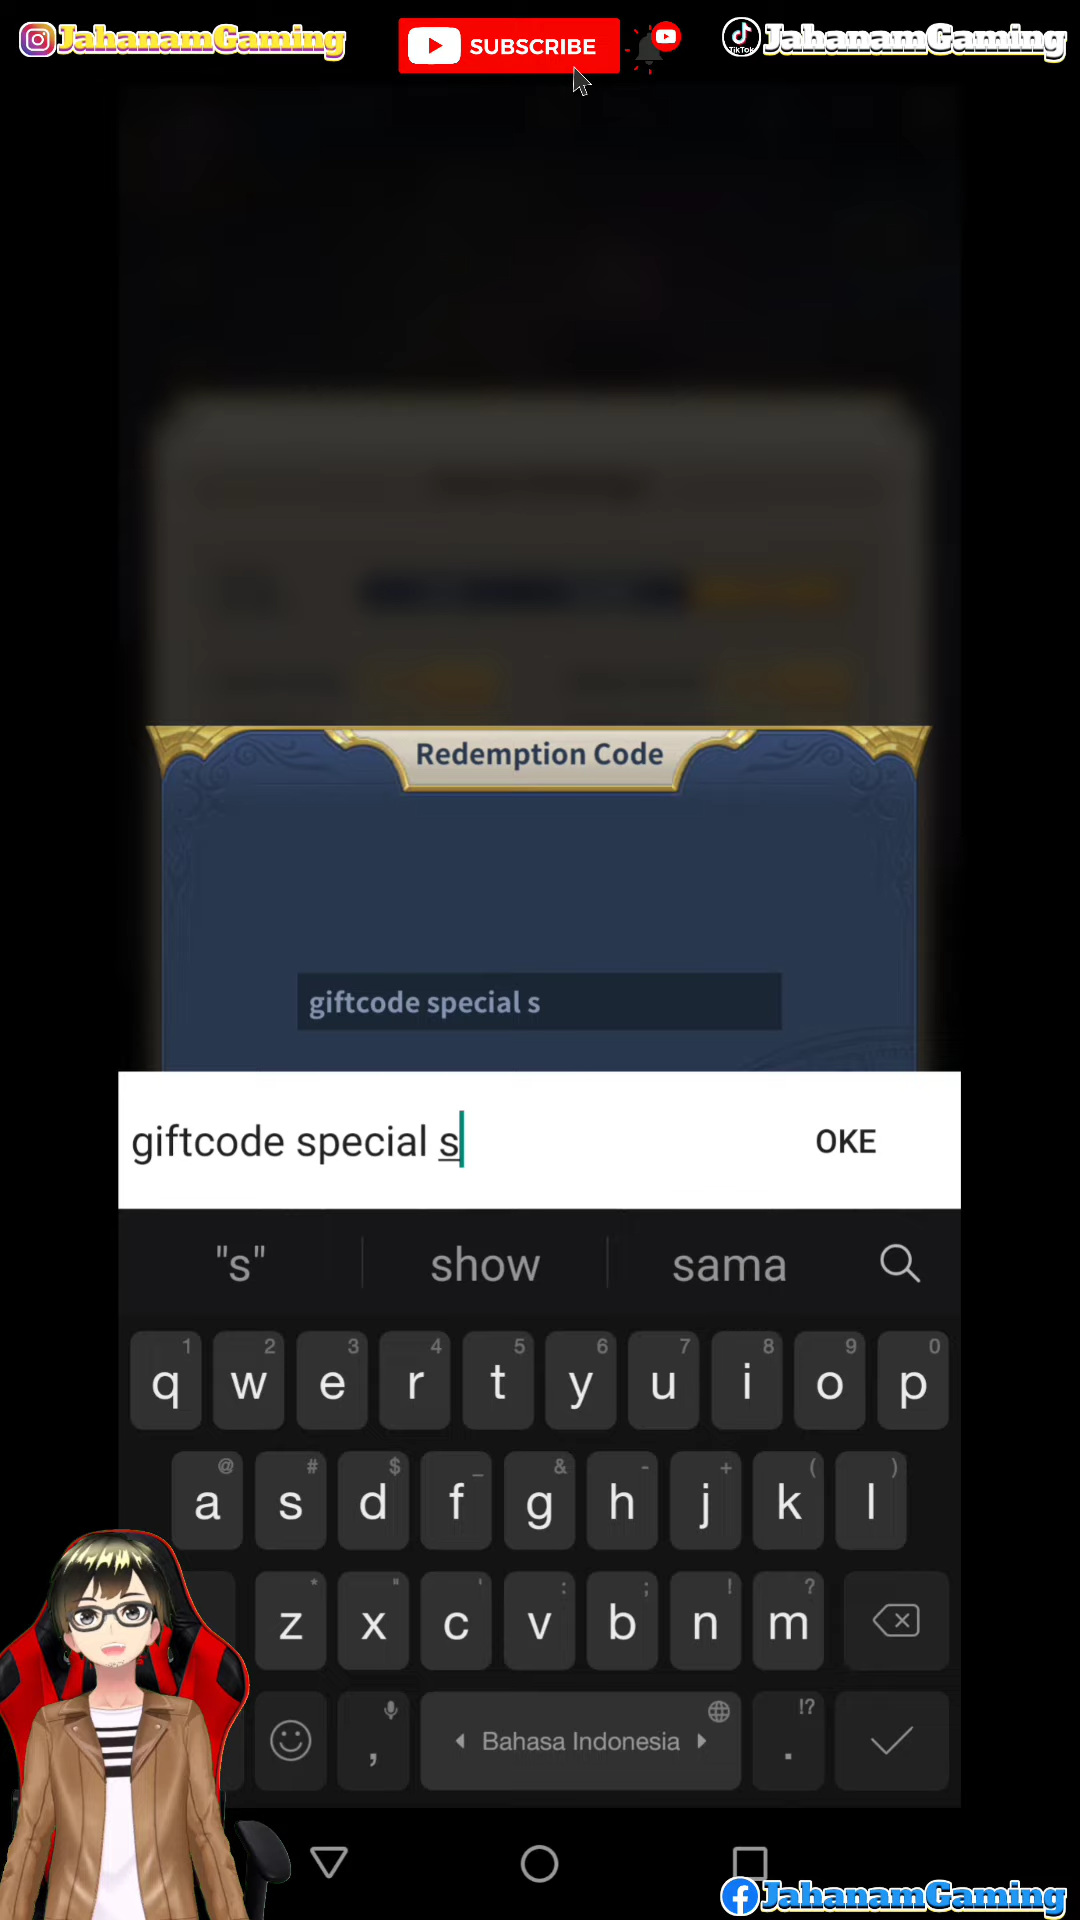 JahanamGaming
SUBSCRIBE
TikTok
JahanamGaming
Redemption Code
giftcode special s
giftcode special s
OKE
"s"
show
sama
1 2 3 4 5 6 7 8 9 0
q w e r t y u i o p
@ # $ _ & - + ( )
a s d f g h j k l
* " ' : ; ! ?
z x c v b n m
!?
, Bahasa Indonesia .
JahanamGaming